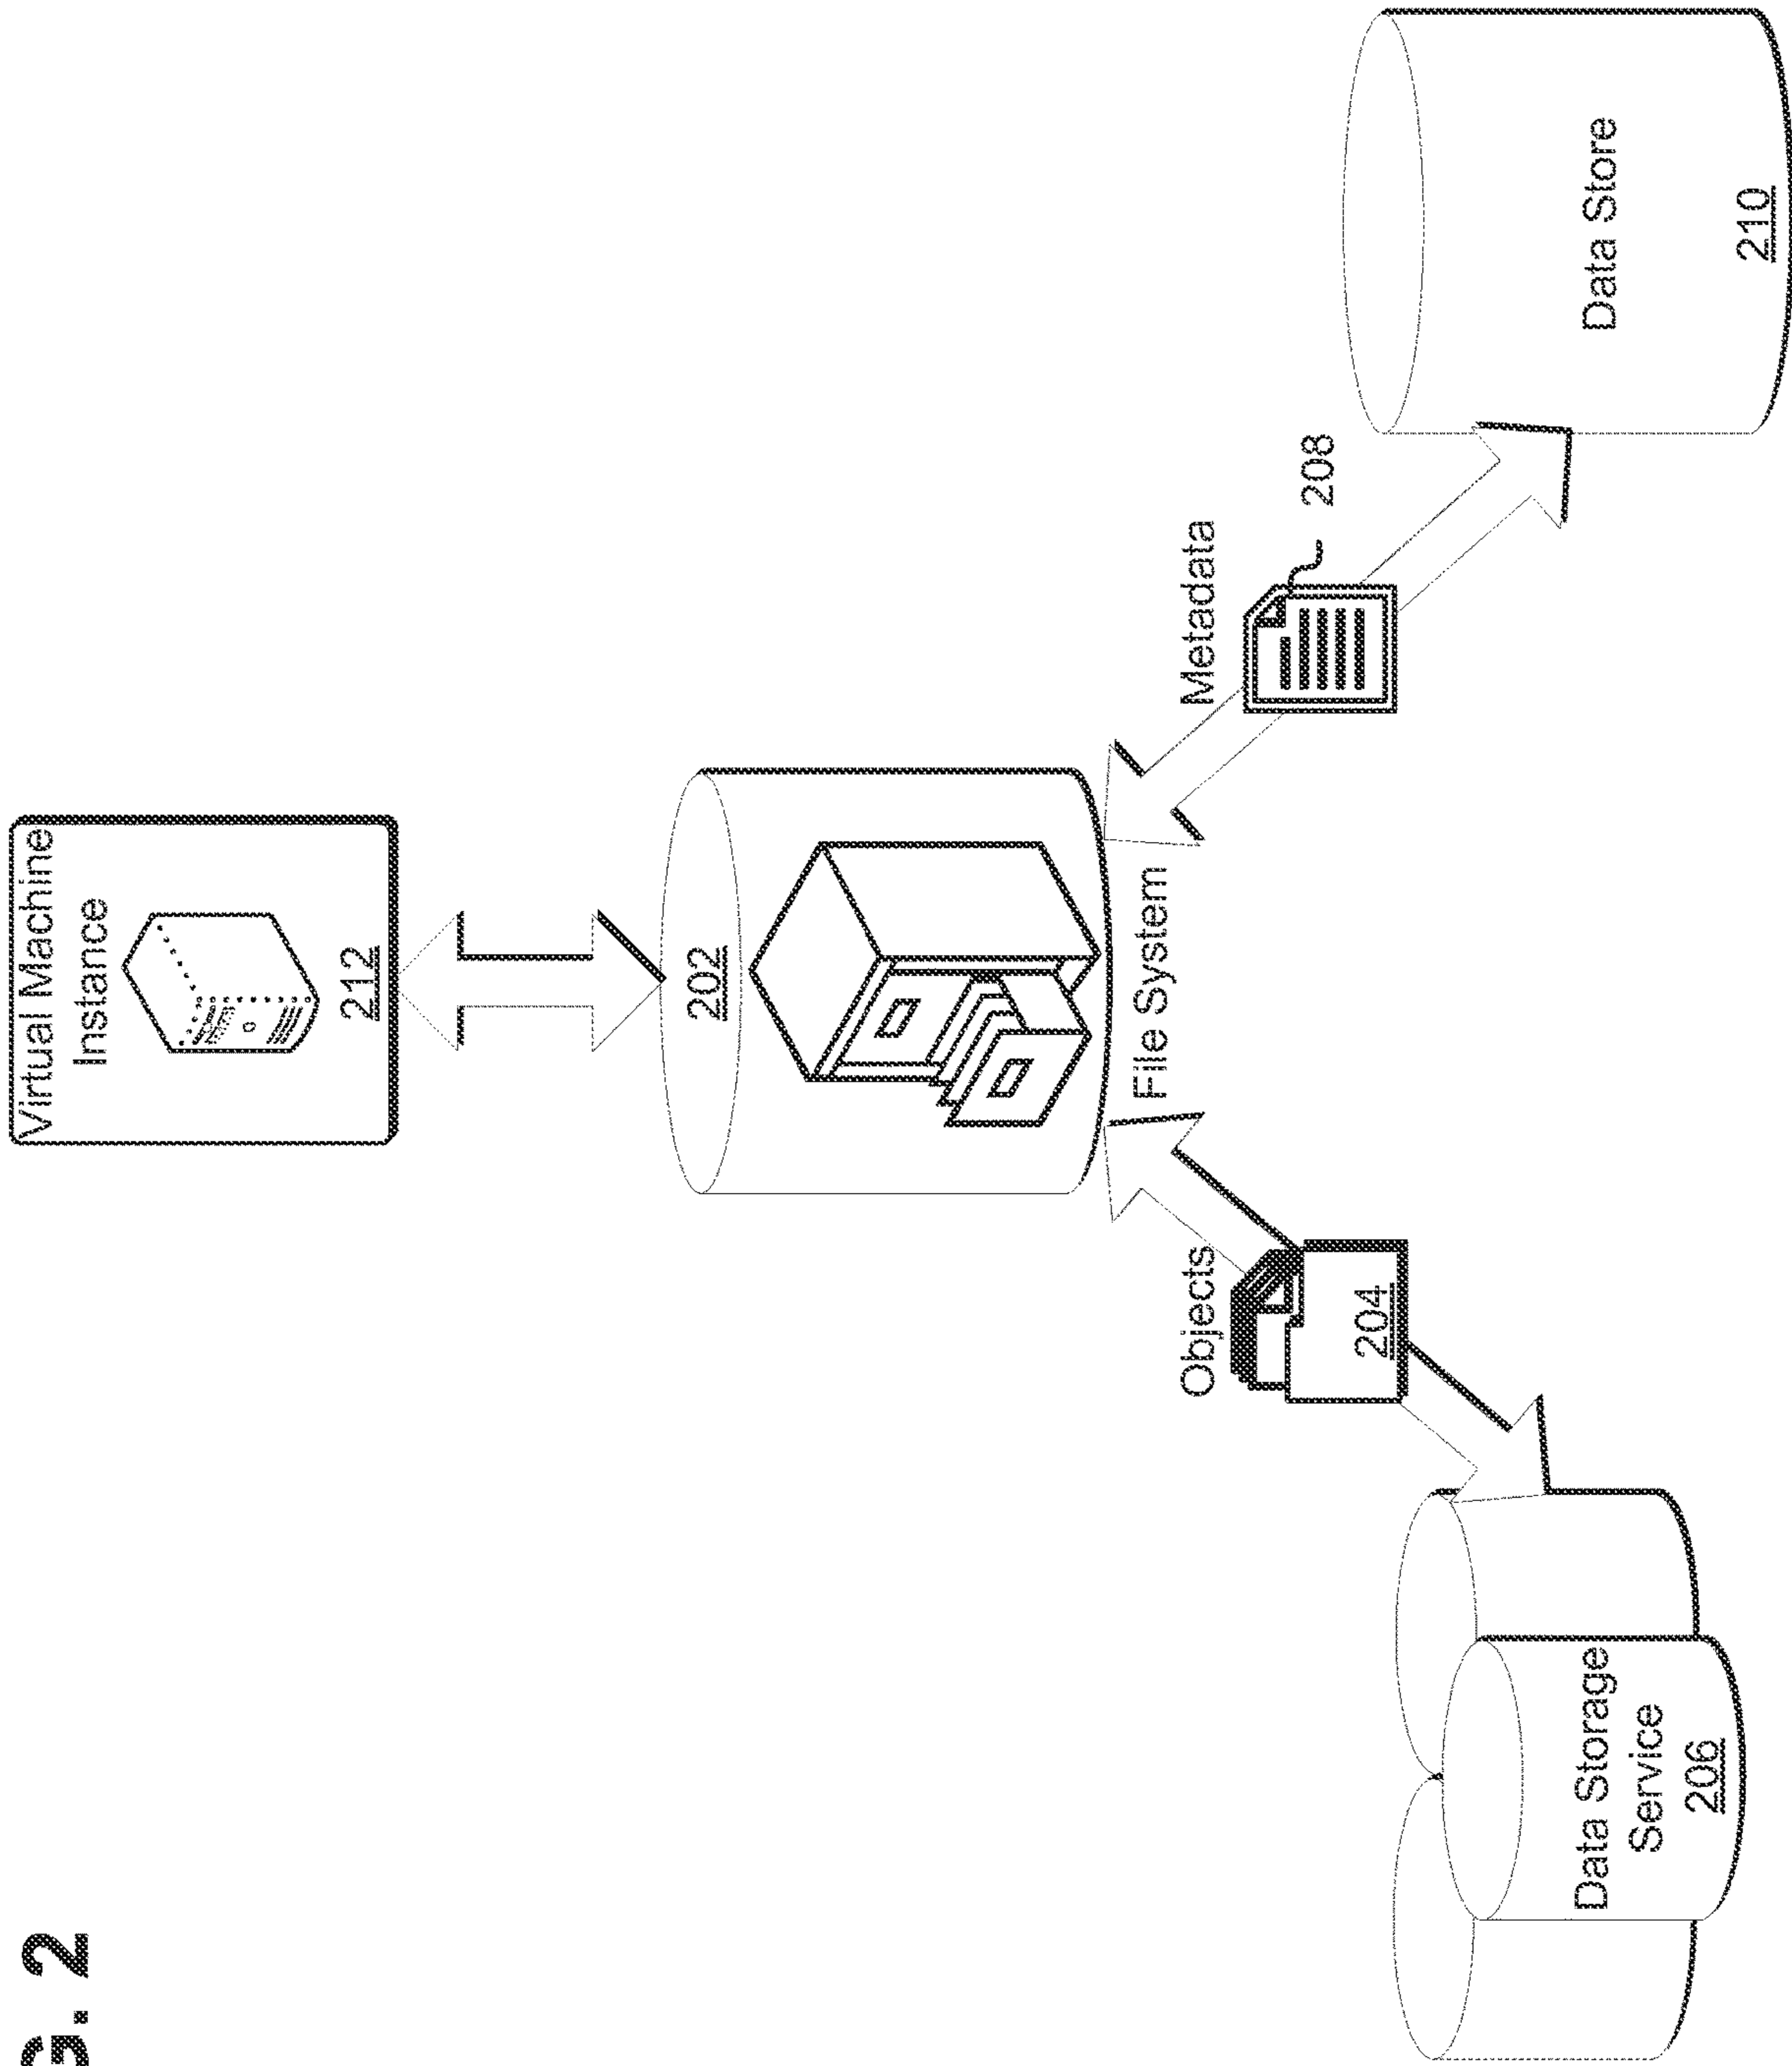 G. 2
Virtual Machine
Instance
212
202
File System
Objects
204
Metadata
208
Data Storage
Service
206
Data Store
210